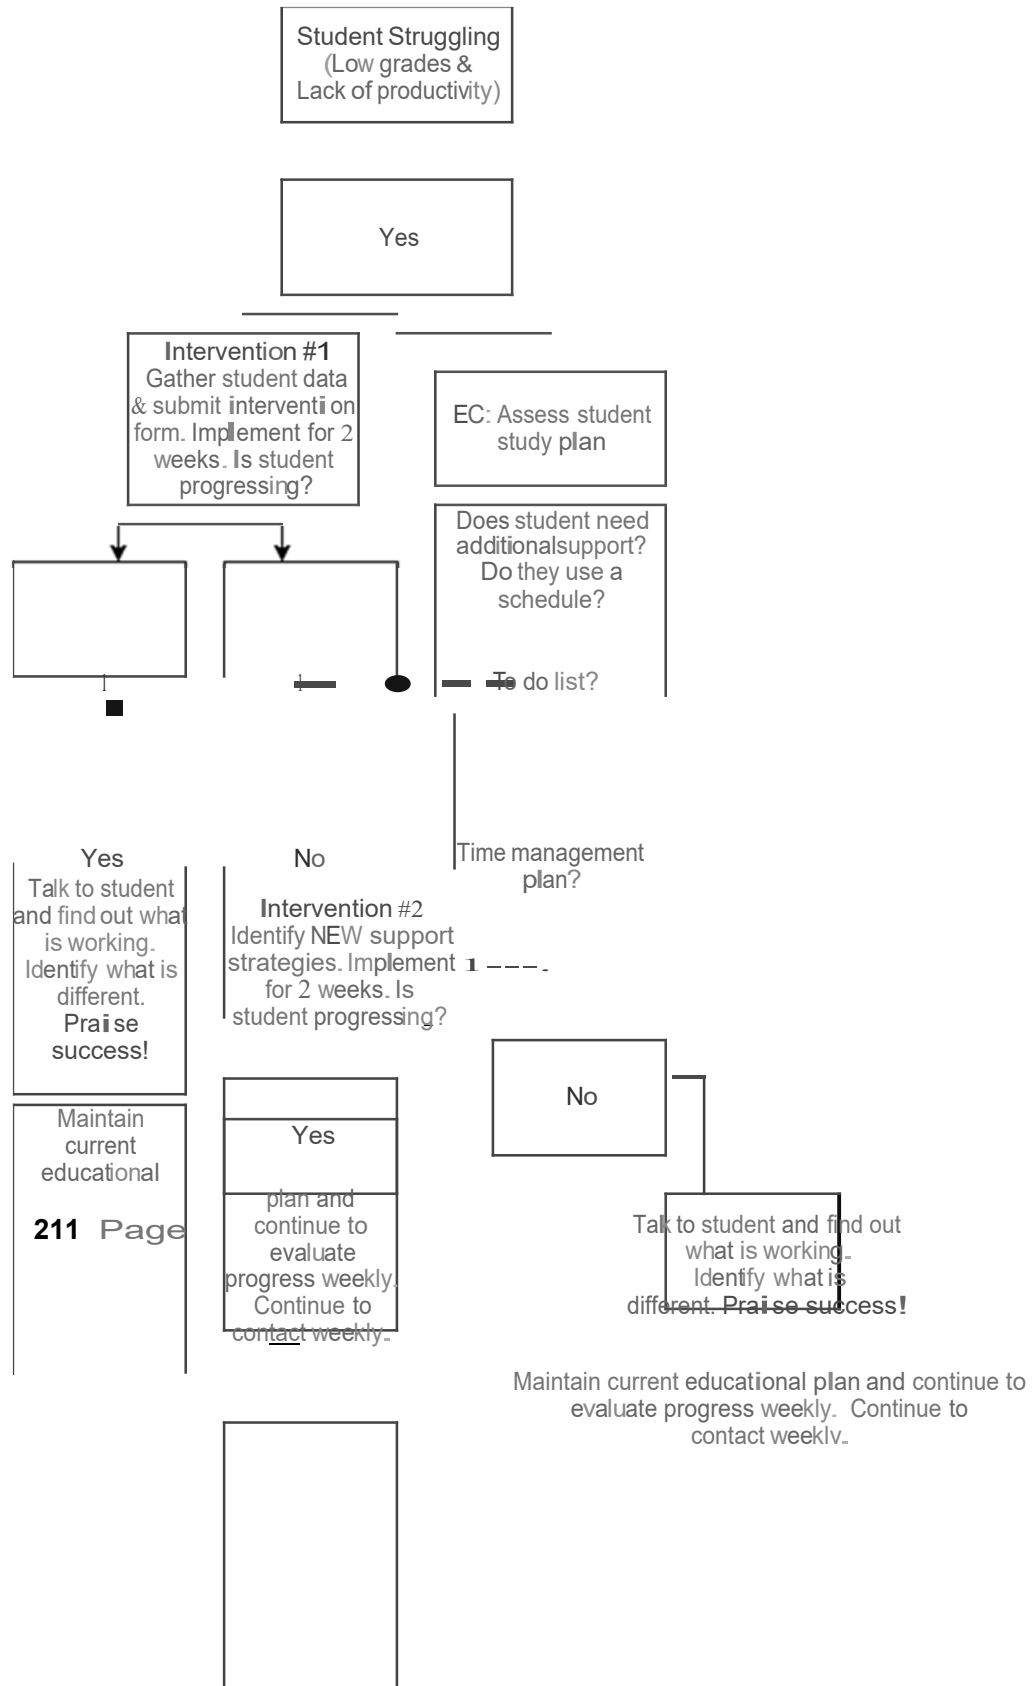 Student Struggling
(Low grades &
Lack of productivity)
Yes
Intervention #1
Gather student data
& submit intervention
form. Implement for 2
weeks. Is student
progressing?
EC: Assess student
study plan
Does student need
additionalsupport?
Do they use a
schedule?
To do list?
Time management
plan?
Yes
Talk to student
and find out what
is working.
Identify what is
different.
Praise
success!
No
Intervention #2
Identify NEW support
strategies. Implement
for 2 weeks. Is
student progressing?
1 ----.
Maintain
current
educational
211 Page
Yes
plan and
continue to
evaluate
progress weekly.
Continue to
contact weekly.
No
Talk to student and find out
what is working.
Identify what is
different. Praise success!
Maintain current educational plan and continue to
evaluate progress weekly. Continue to
contact weekly.